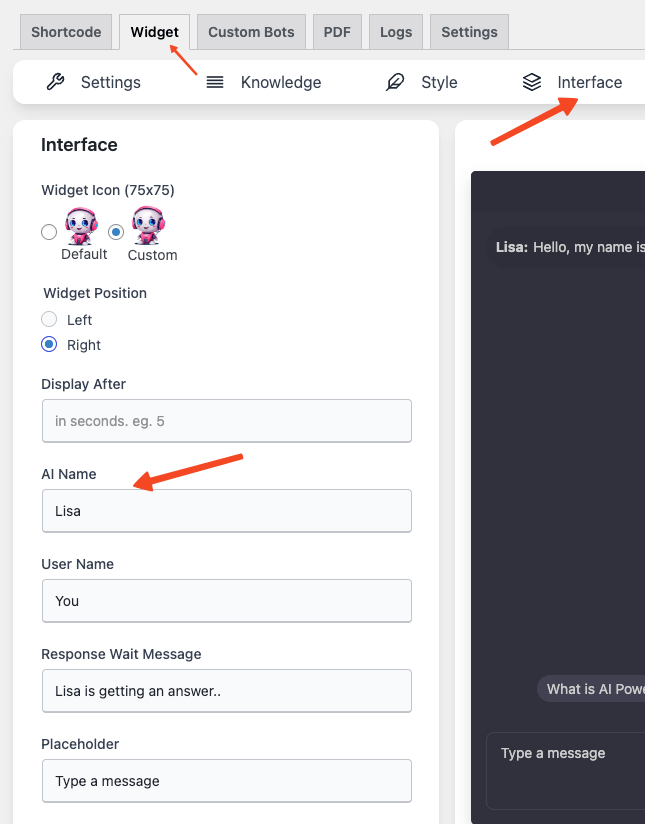 Shortcode Widget Custom Bots PDF Logs Settings
Settings Knowledge Style Interface
Interface
Widget Icon (75x75)
Default Custom
Widget Position
Left
Right
Display After
in seconds. eg. 5
AI Name
Lisa
User Name
You
Response Wait Message
Lisa is getting an answer..
Placeholder
Type a message
Lisa: Hello, my name is
What is AI Powe
Type a message